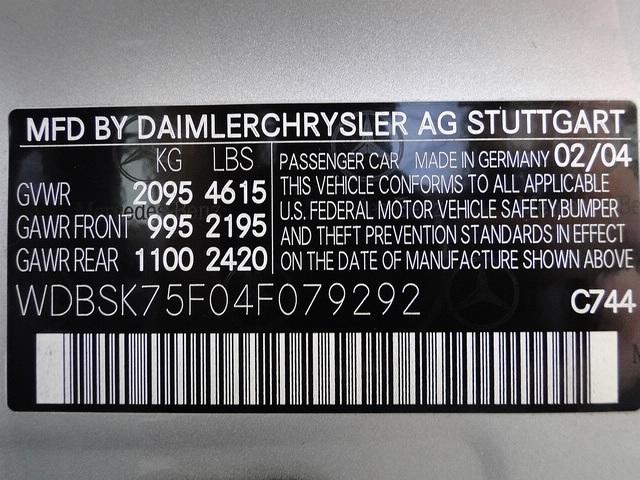 MFD BY DAIMLERCHRYSLER AG STUTTGART
KG LBS
GVWR 2095 4615
GAWR FRONT 995 2195
GAWR REAR 1100 2420
PASSENGER CAR MADE IN GERMANY 02/04
THIS VEHICLE CONFORMS TO ALL APPLICABLE
U.S. FEDERAL MOTOR VEHICLE SAFETY,BUMPER
AND THEFT PREVENTION STANDARDS IN EFFECT
ON THE DATE OF MANUFACTURE SHOWN ABOVE
WDBSK75F04F079292 C744